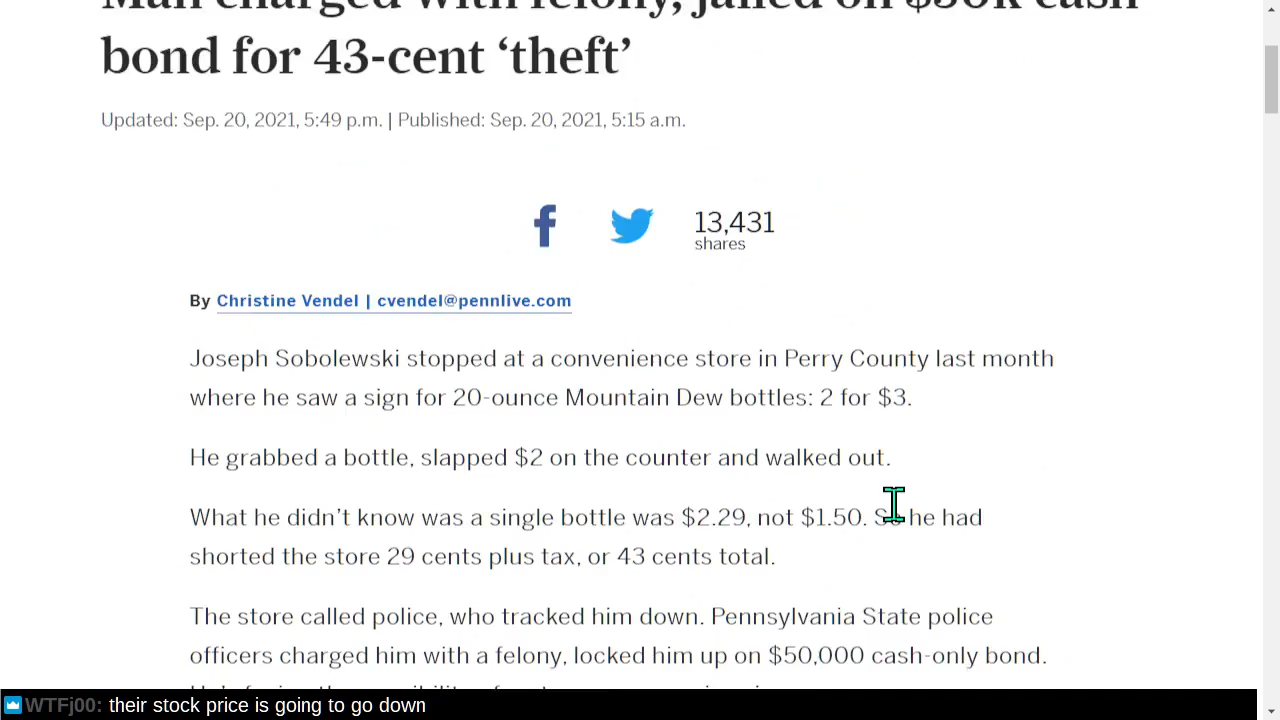 Man charged with felony, jailed on $50k cash
bond for 43-cent ‘theft’
Updated: Sep. 20, 2021, 5:49 p.m. | Published: Sep. 20, 2021, 5:15 a.m.
13,431
shares
By Christine Vendel | cvendel@pennlive.com
Joseph Sobolewski stopped at a convenience store in Perry County last month
where he saw a sign for 20-ounce Mountain Dew bottles: 2 for $3.
He grabbed a bottle, slapped $2 on the counter and walked out.
What he didn’t know was a single bottle was $2.29, not $1.50. So he had
shorted the store 29 cents plus tax, or 43 cents total.
The store called police, who tracked him down. Pennsylvania State police
officers charged him with a felony, locked him up on $50,000 cash-only bond.
WTFj00: their stock price is going to go down